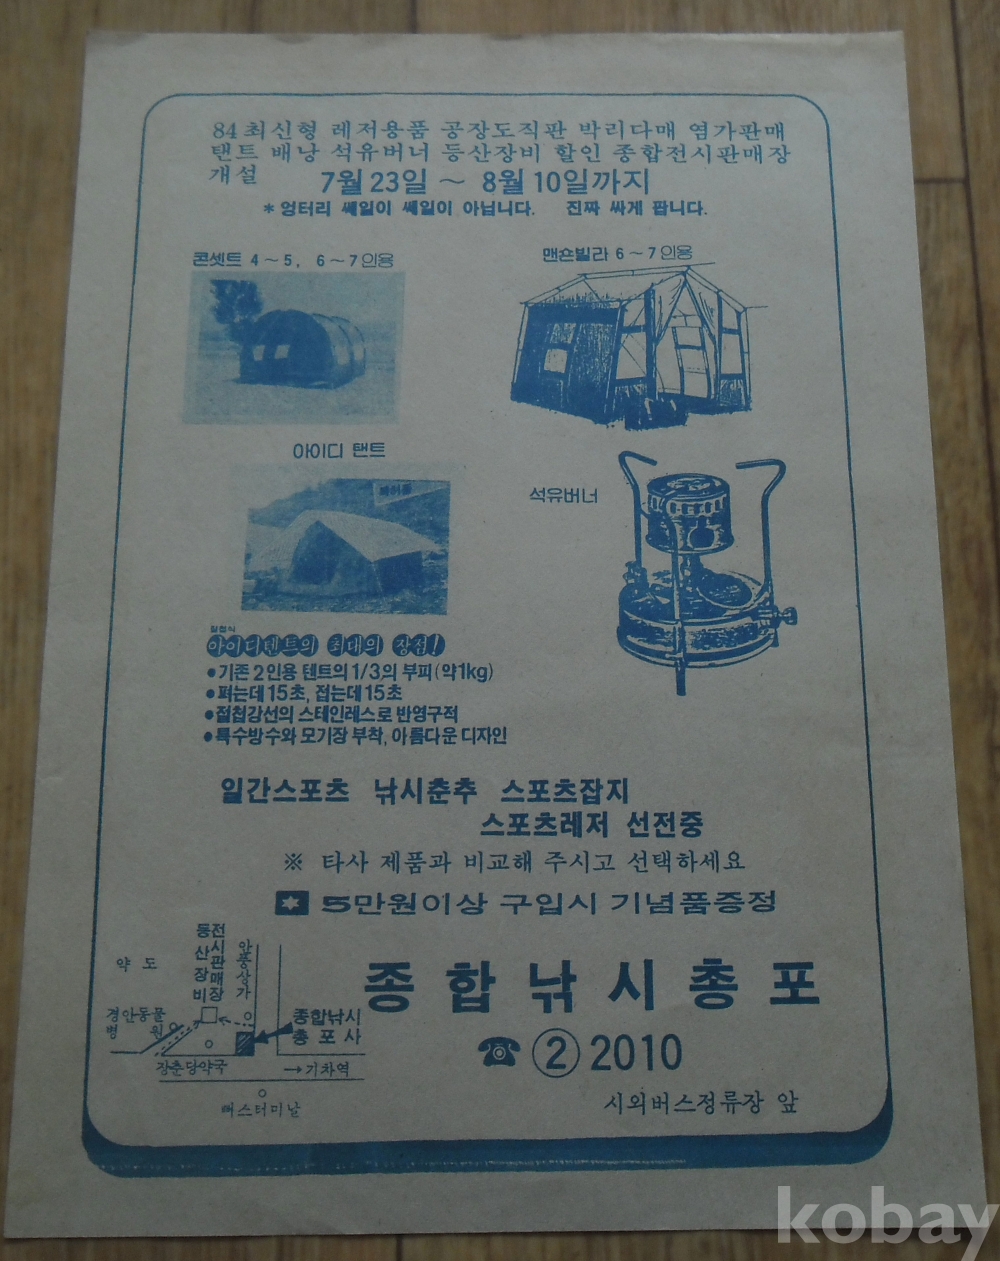 84최신형 레저용품 공장도직판 박리다매 염가판매
탠트 배낭 석유버너 등산장비 할인 종합전시판매장
개설 7월 23일 ~ 8월 10일까지
* 엉터리 쎄일이 쎄일이 아닙니다. 진짜 싸게 팝니다.
콘셋트 4~5, 6~7인용
맨숀빌라 6~7인용
아이디 탠트
석유버너
아이디텐트의 최대의 장점!
●기존 2인용 텐트의 1/3의 부피(약1kg)
●펴는데 15초, 접는데 15초
●절첩강선의 스테인레스로 반영구적
●특수방수와 모기장 부착, 아름다운 디자인
일간스포츠 낚시춘추 스포츠잡지
스포츠레저 선전중
※ 타사 제품과 비교해 주시고 선택하세요
5만원이상 구입시 기념품증정
종합낚시총포
☎ ② 2010
시외버스정류장 앞
약도
등산장비
전시판매장
경안동물
병원
종합낚시
총포사
장춘당약국
→기차역
뻐스터미날
kobay